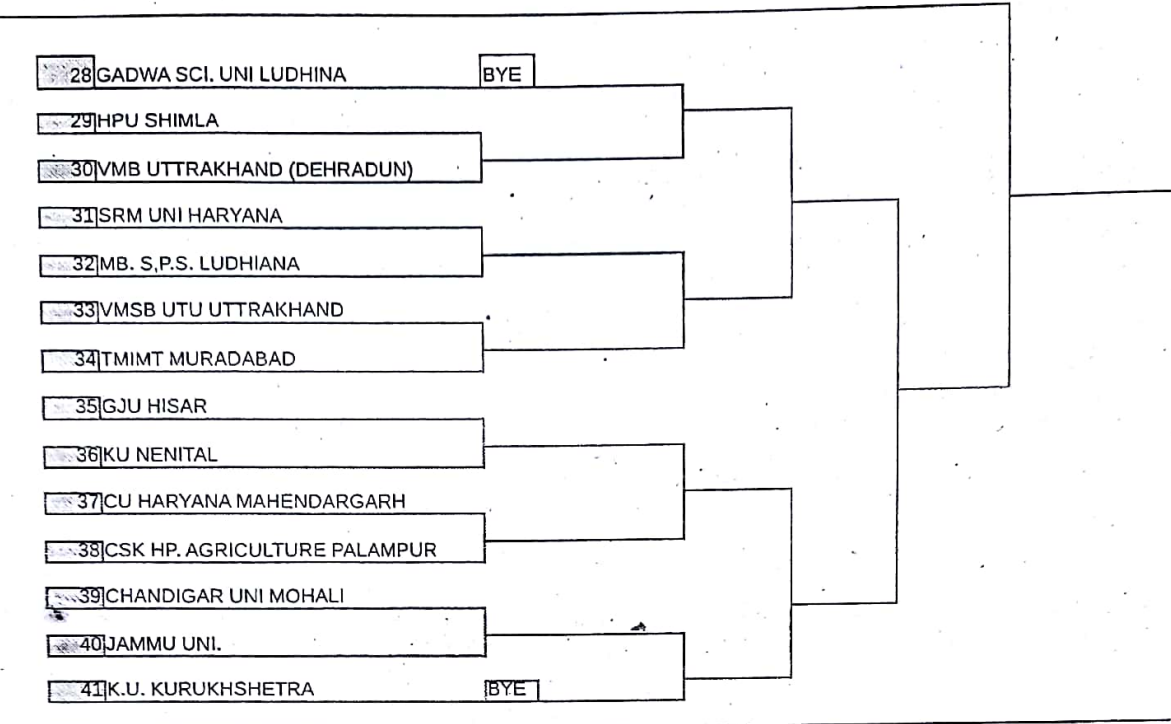 28 GADWA SCI. UNI LUDHINA BYE
29 HPU SHIMLA
30 VMB UTTRAKHAND (DEHRADUN)
31 SRM UNI HARYANA
32 MB. S,P.S. LUDHIANA
33 VMSB UTU UTTRAKHAND
34 TMIMT MURADABAD
35 GJU HISAR
36 KU NENITAL
37 CU HARYANA MAHENDARGARH
38 CSK HP. AGRICULTURE PALAMPUR
39 CHANDIGAR UNI MOHALI
40 JAMMU UNI.
41 K.U. KURUKHSHETRA BYE